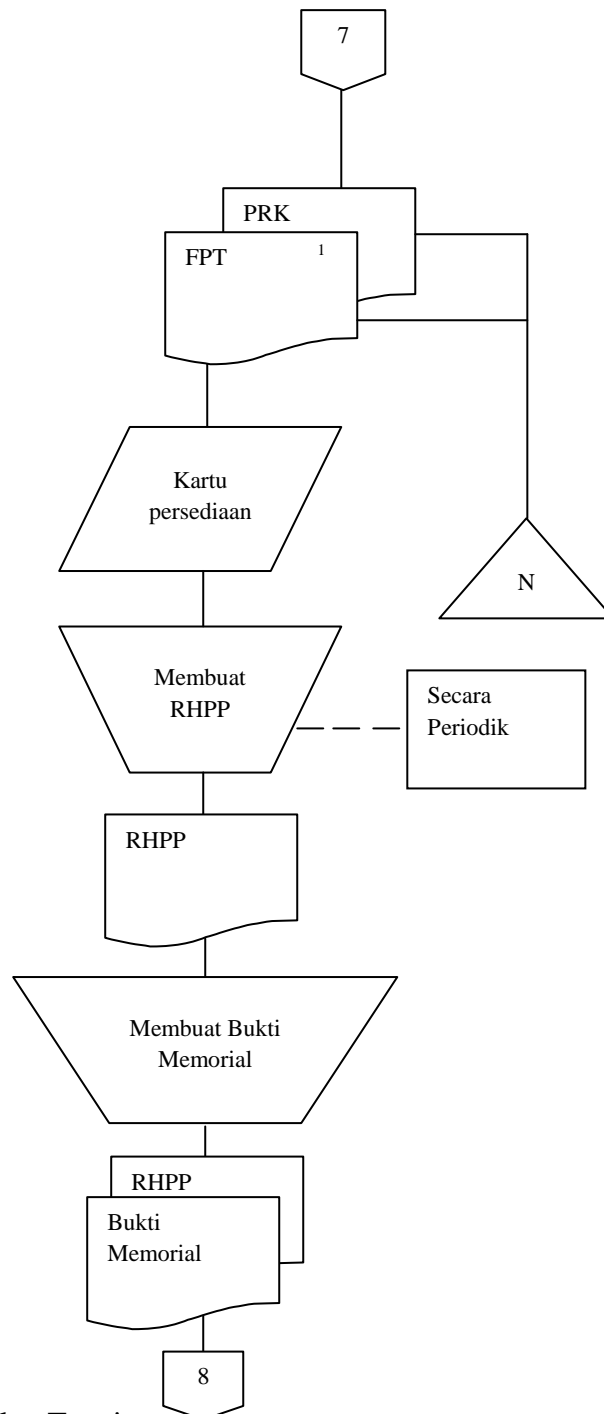 7
PRK
FPT 1
Kartu
persediaan
N
Membuat
RHPP
Secara
Periodik
RHPP
Membuat Bukti
Memorial
RHPP
Bukti
Memorial
8